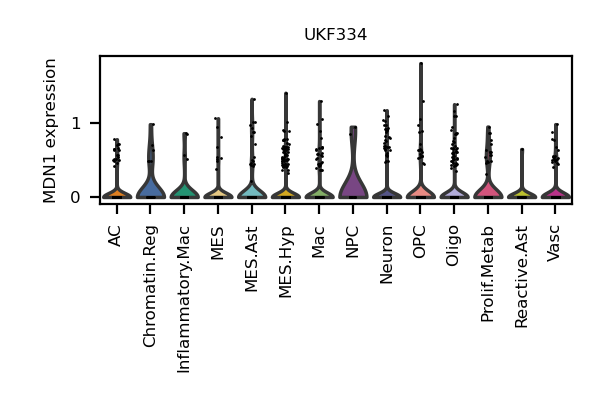 UKF334
MDN1 expression
1
0
AC
Chromatin.Reg
Inflammatory.Mac
MES
MES.Ast
MES.Hyp
Mac
NPC
Neuron
OPC
Oligo
Prolif.Metab
Reactive.Ast
Vasc